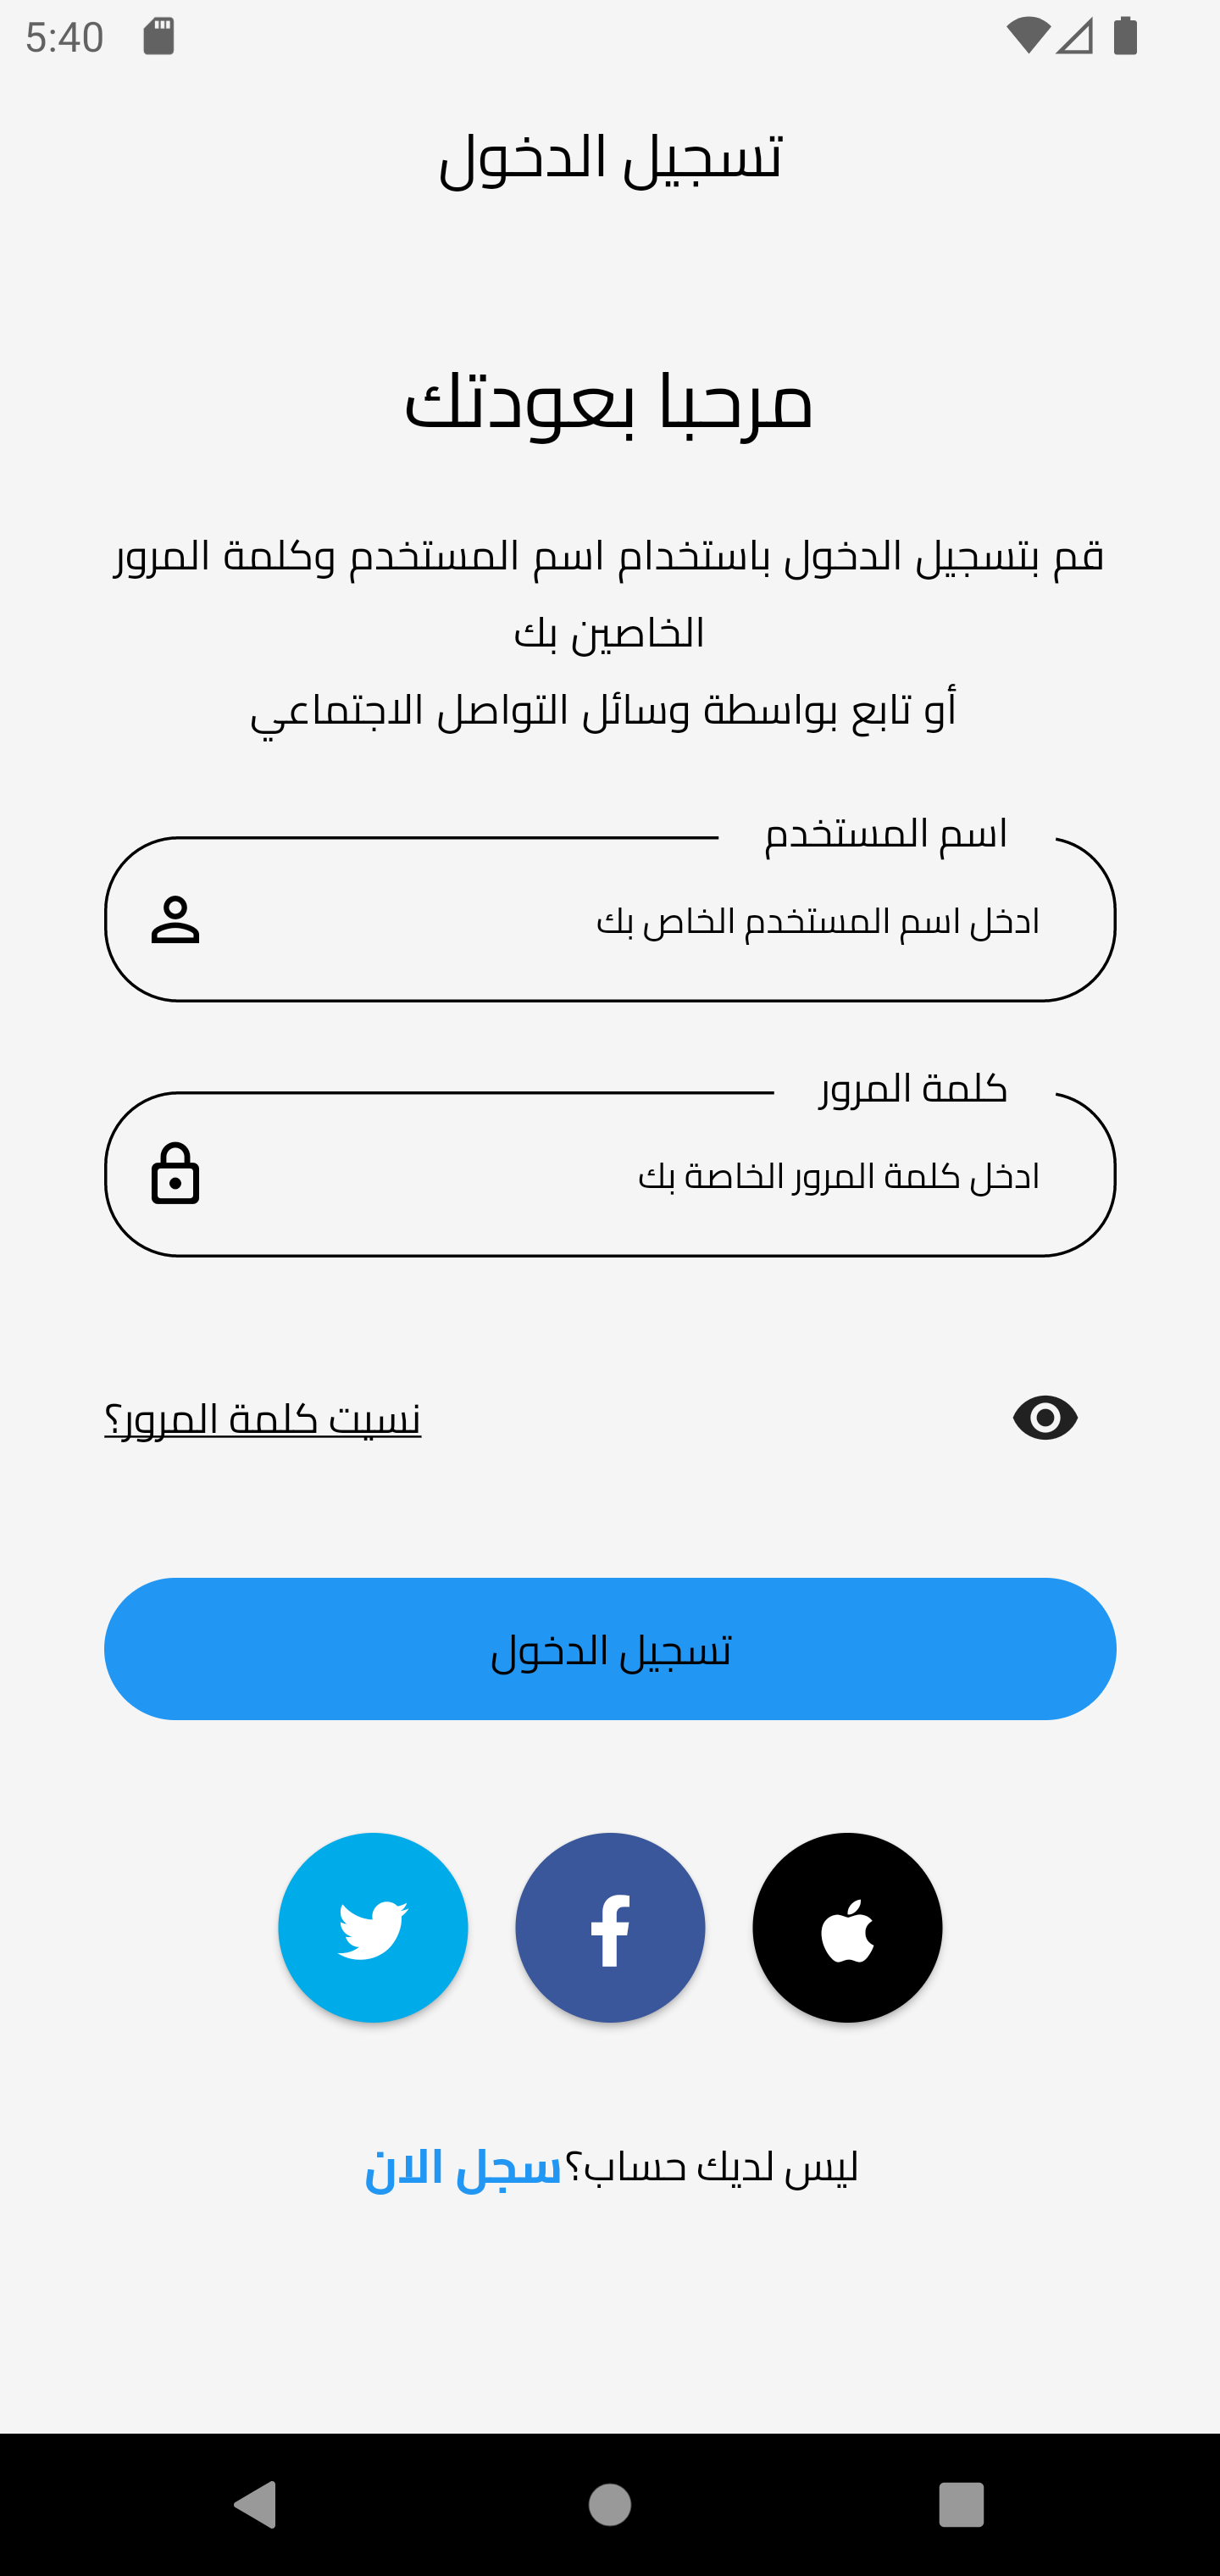 5:40
تسجيل الدخول
مرحبا بعودتك
قم بتسجيل الدخول باستخدام اسم المستخدم وكلمة المرور
الخاصين بك
أو تابع بواسطة وسائل التواصل الاجتماعي
اسم المستخدم
ادخل اسم المستخدم الخاص بك
كلمة المرور
ادخل كلمة المرور الخاصة بك
نسيت كلمة المرور؟
تسجيل الدخول
ليس لديك حساب؟سجل الان